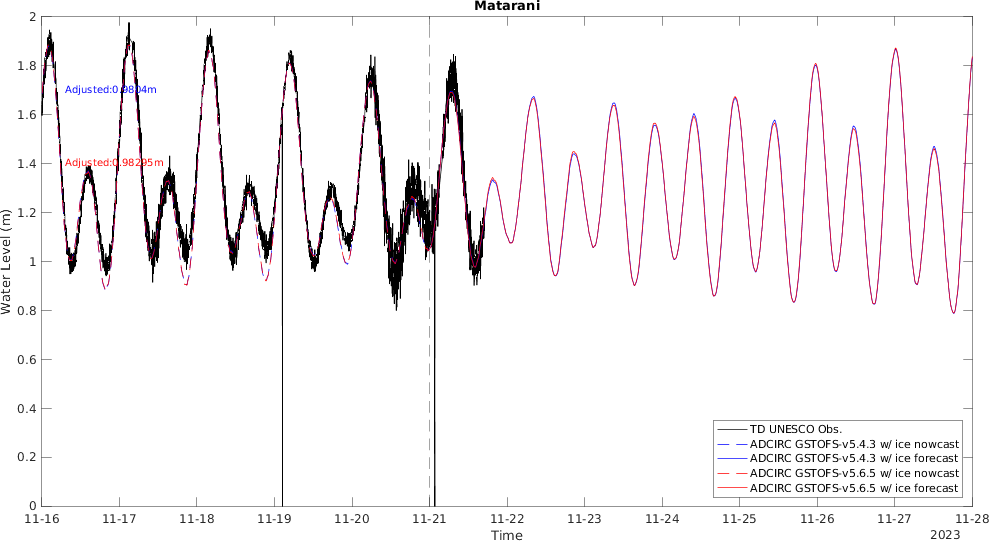 Matarani
2
1.8
1.6
1.4
1.2
1
0.8
0.6
0.4
0.2
0
Water Level (m)
Adjusted:0.9804m
Adjusted:0.98295m
TD UNESCO Obs.
ADCIRC GSTOFS-v5.4.3 w/ ice nowcast
ADCIRC GSTOFS-v5.4.3 w/ ice forecast
ADCIRC GSTOFS-v5.6.5 w/ ice nowcast
ADCIRC GSTOFS-v5.6.5 w/ ice forecast
11-16 11-17 11-18 11-19 11-20 11-21 11-22 11-23 11-24 11-25 11-26 11-27 11-28
Time
2023